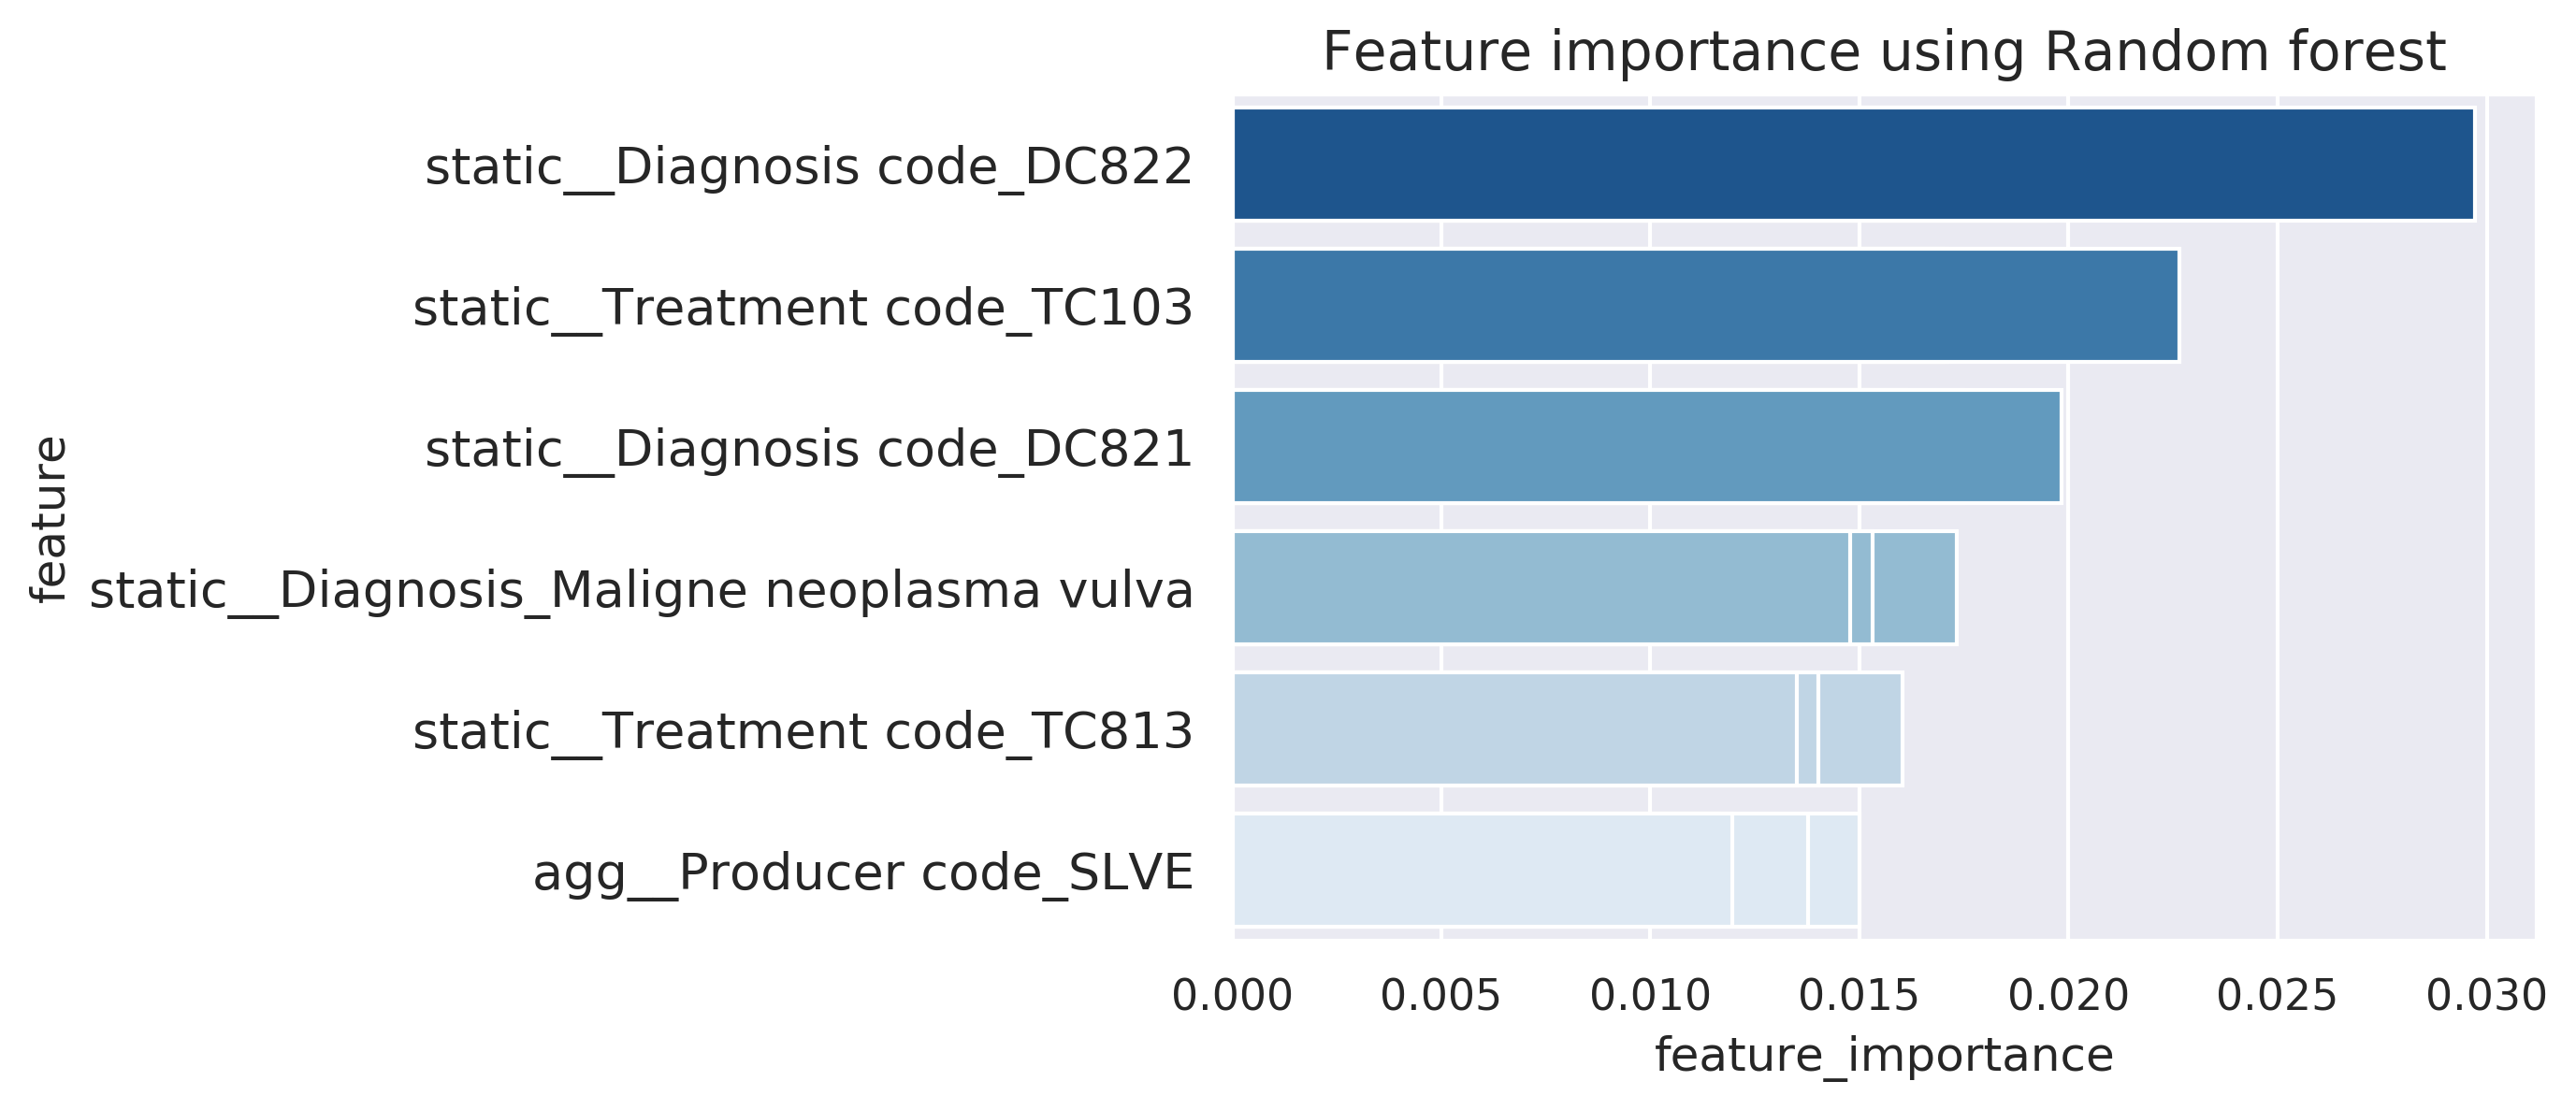 Feature importance using Random forest
static__Diagnosis code_DC822
static__Treatment code_TC103
static__Diagnosis code_DC821
static__Diagnosis_Maligne neoplasma vulva
static__Treatment code_TC813
agg__Producer code_SLVE
feature
0.000 0.005 0.010 0.015 0.020 0.025 0.030
feature_importance